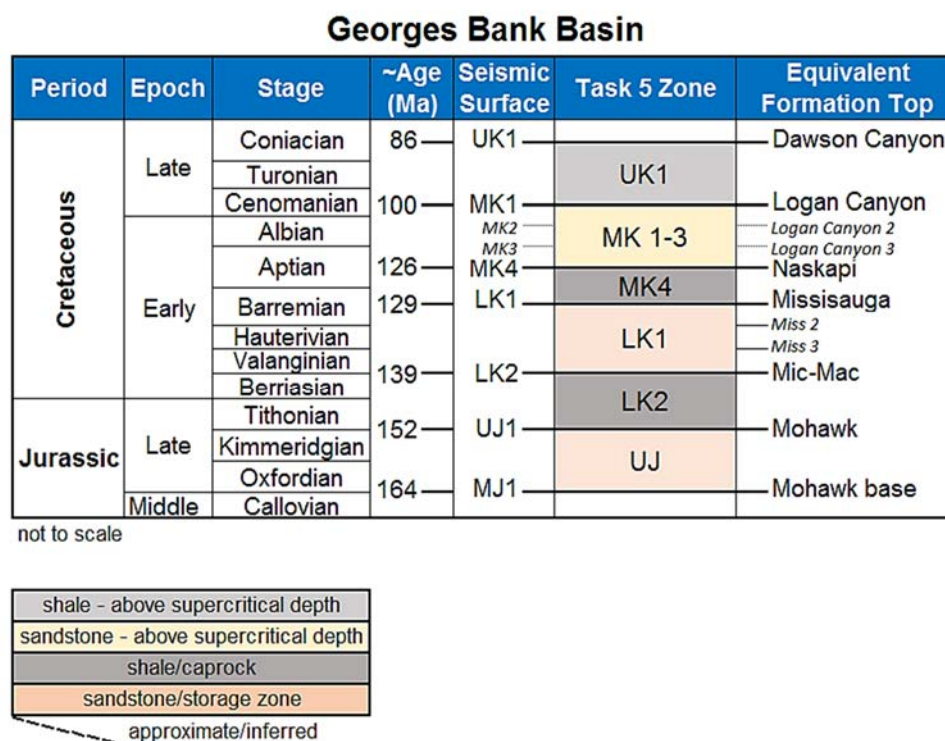 Georges Bank Basin
Period Epoch Stage ~Age (Ma) Seismic Surface Task 5 Zone Equivalent Formation Top
Cretaceous
Jurassic
Late
Early
Late
Middle
Coniacian
Turonian
Cenomanian
Albian
Aptian
Barremian
Hauterivian
Valanginian
Berriasian
Tithonian
Kimmeridgian
Oxfordian
Callovian
86
100
126
129
139
152
164
UK1
MK1
MK2
MK3
MK4
LK1
LK2
UJ1
MJ1
UK1
MK 1-3
MK4
LK1
LK2
UJ
Dawson Canyon
Logan Canyon
Logan Canyon 2
Logan Canyon 3
Naskapi
Missisauga
Miss 2
Miss 3
Mic-Mac
Mohawk
Mohawk base
not to scale
shale - above supercritical depth
sandstone - above supercritical depth
shale/caprock
sandstone/storage zone
approximate/inferred